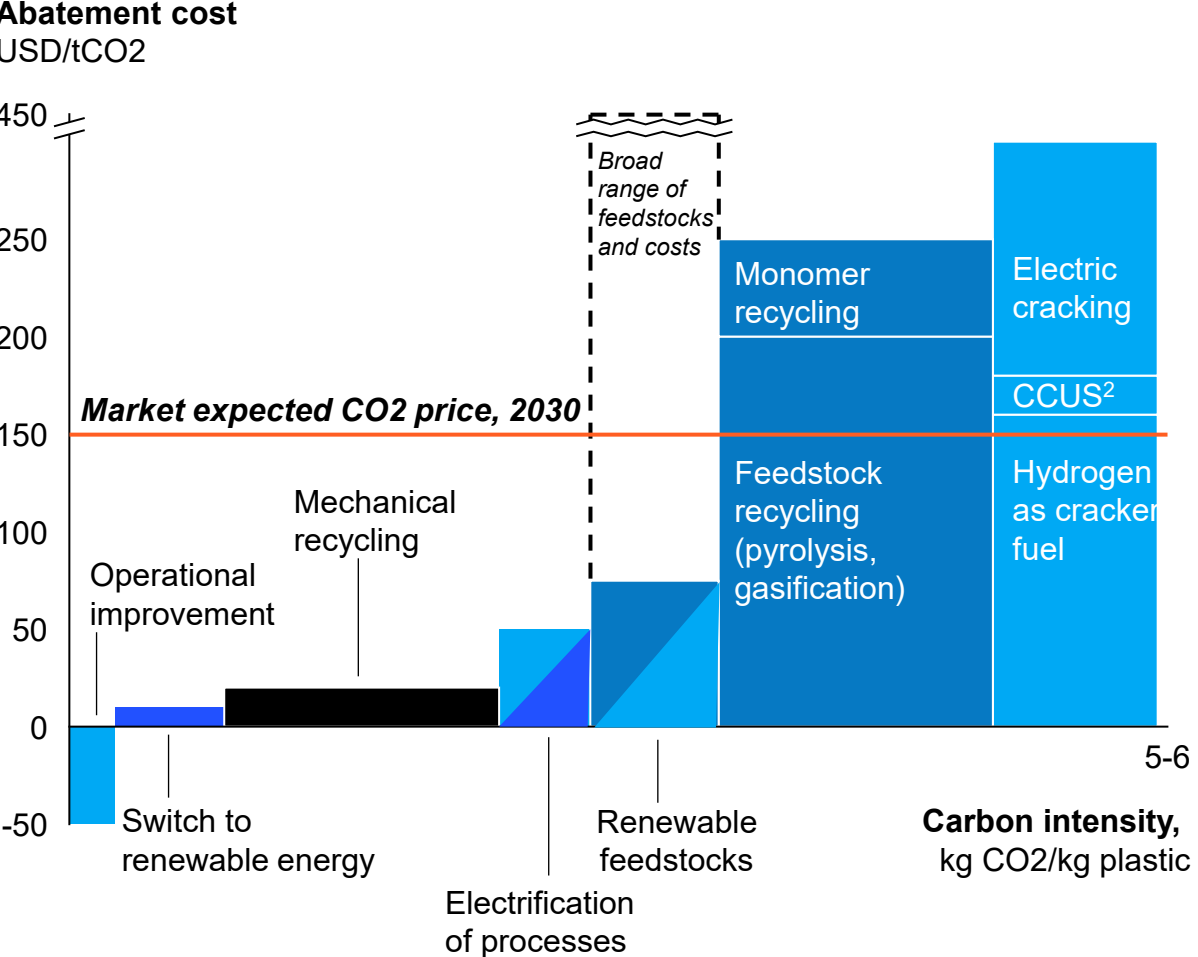 Abatement cost
USD/tCO2
450
250
200
150
100
50
0
-50
Broad
range of
feedstocks
and costs
Monomer
recycling
Electric
cracking
CCUS2
Market expected CO2 price, 2030
Feedstock
recycling
(pyrolysis,
gasification)
Hydrogen
as cracker
fuel
Mechanical
recycling
Operational
improvement
5-6
Switch to
renewable energy
Renewable
feedstocks
Carbon intensity,
kg CO2/kg plastic
Electrification
of processes